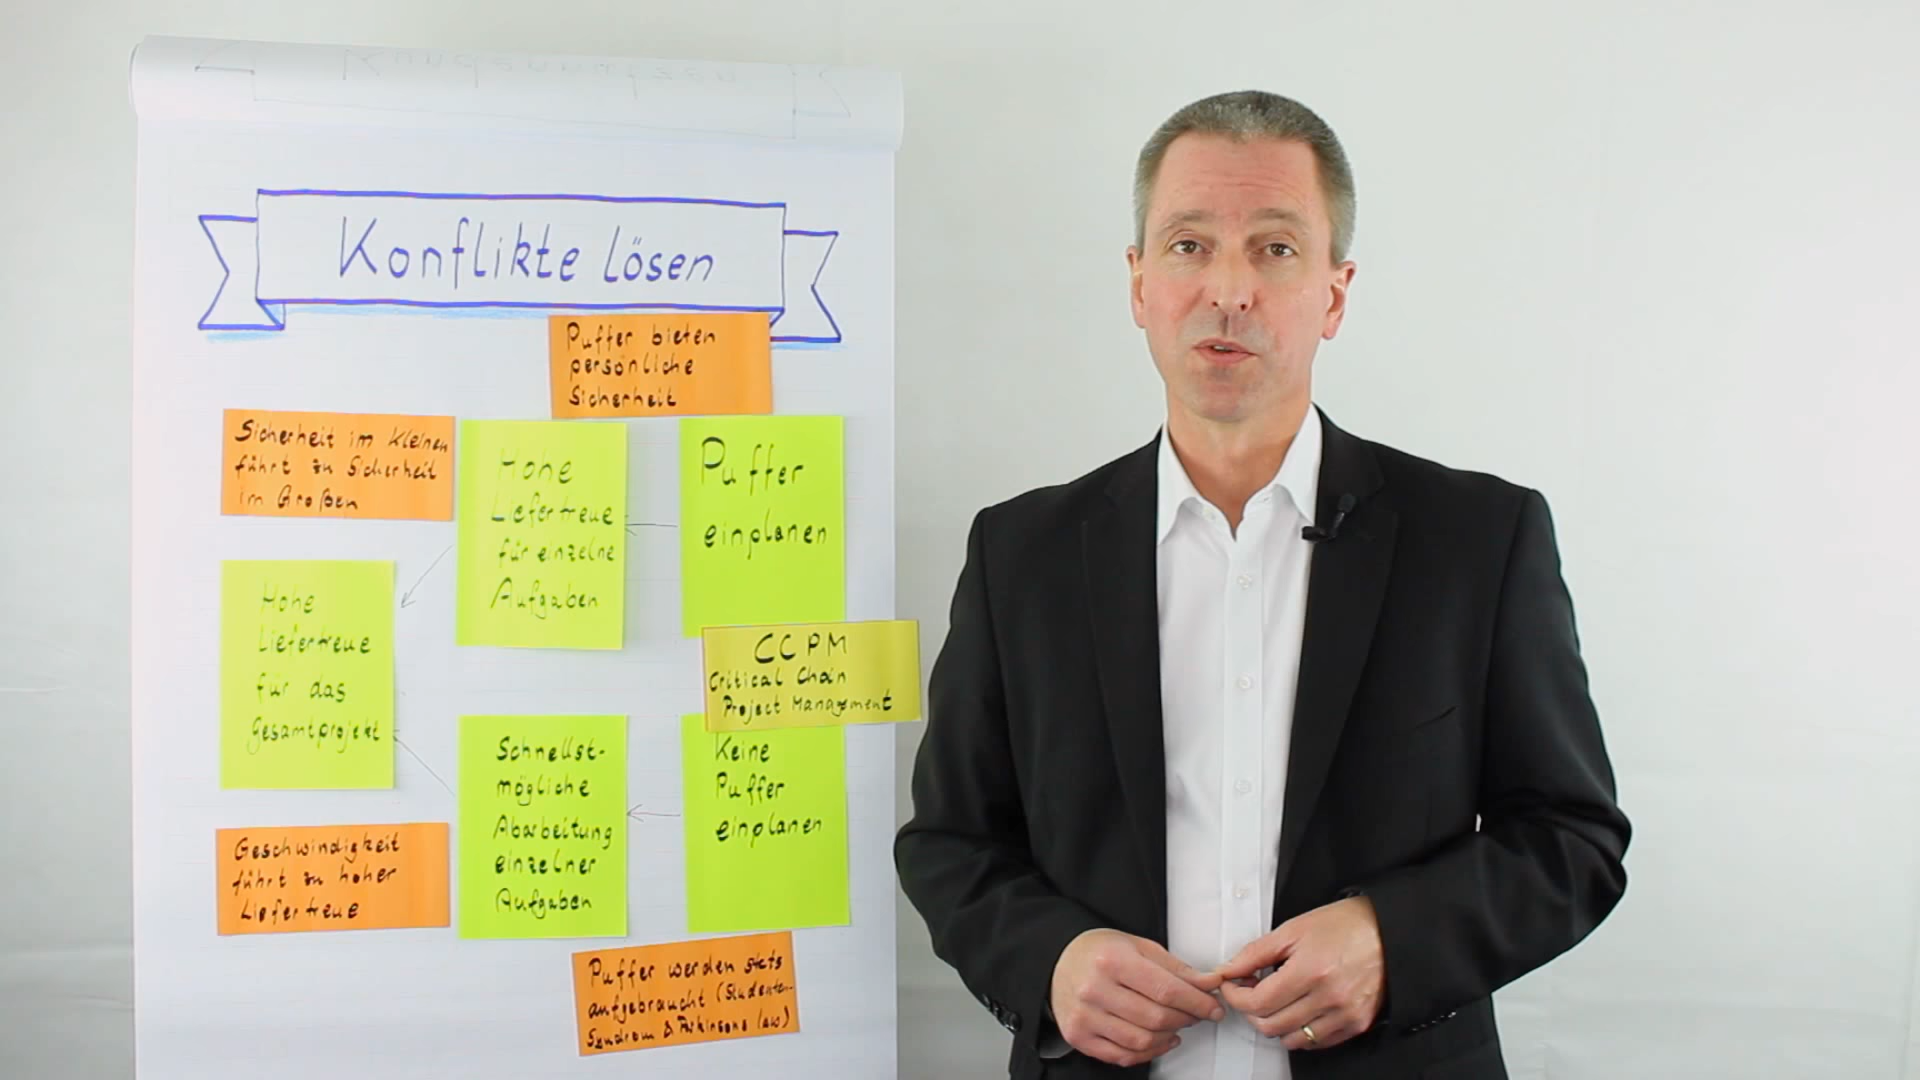 Konflikte lösen
Puffer bieten
persönliche
Sicherheit
Sicherheit im Kleinen
führt zu Sicherheit
im Großen
Hohe
Liefertreue
für einzelne
Aufgaben
Puffer
einplanen
Hohe
Liefertreue
für das
Gesamtprojekt
CCPM
Critical Chain
Project Management
Schnellst-
mögliche
Abarbeitung
einzelner
Aufgaben
Keine
Puffer
einplanen
Geschwindigkeit
führt zu hoher
Liefertreue
Puffer werden stets
aufgebraucht (Studenten-
Syndrom & Parkinsons Law)